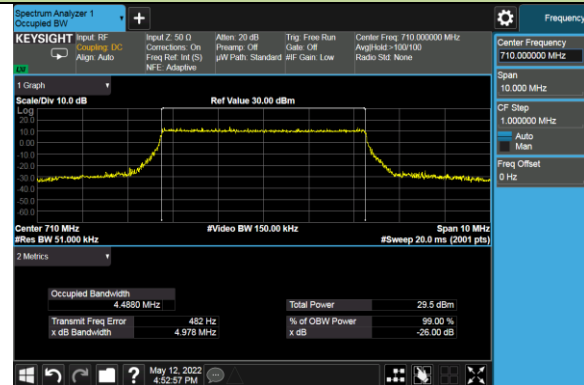 Spectrum Analyzer 1
Occupied BW
Frequency
KEYSIGHT
Input: RF
Coupling: DC
Align: Auto
Input Z: 50 Ω
Corrections: On
Freq Ref: Int (S)
NFE: Adaptive
Atten: 20 dB
Preamp: Off
µW Path: Standard
Trig: Free Run
Gate: Off
#IF Gain: Low
Center Freq: 710.000000 MHz
Avg|Hold:>100/100
Radio Std: None
Center Frequency
710.000000 MHz
Span
10.000 MHz
CF Step
1.000000 MHz
Auto
Man
Freq Offset
0 Hz
1 Graph
Scale/Div 10.0 dB
Ref Value 30.00 dBm
Log
20.0
10.0
0.00
-10.0
-20.0
-30.0
-40.0
-50.0
-60.0
Center 710 MHz
#Video BW 150.00 kHz
Span 10 MHz
#Res BW 51.000 kHz
#Sweep 20.0 ms (2001 pts)
2 Metrics
Occupied Bandwidth
4.4880 MHz
Total Power
29.5 dBm
Transmit Freq Error
482 Hz
% of OBW Power
99.00 %
x dB Bandwidth
4.978 MHz
x dB
-26.00 dB
May 12, 2022
4:52:57 PM